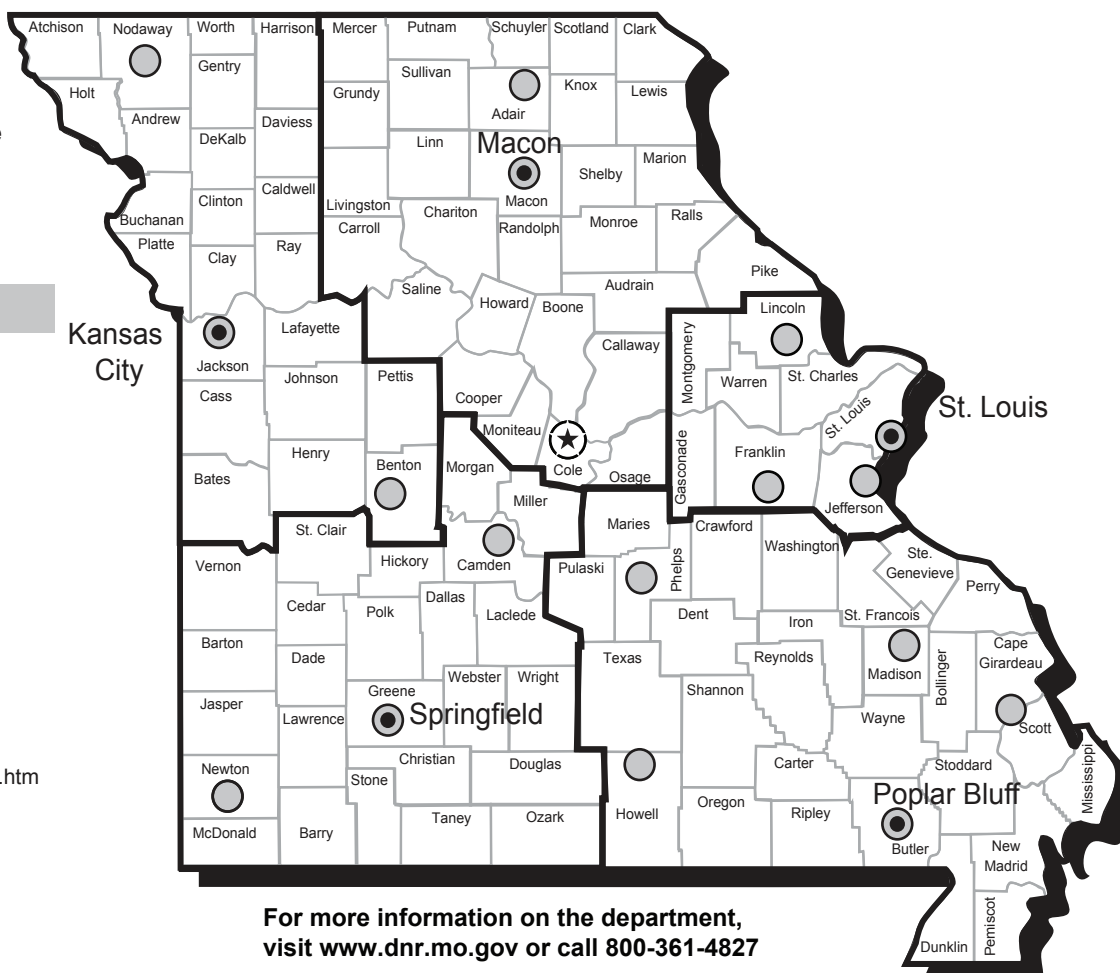 Atchison
Nodaway
Worth
Harrison
Mercer
Putnam
Schuyler
Scotland
Clark
Gentry
Sullivan
Adair
Knox
Lewis
Holt
Andrew
DeKalb
Daviess
Grundy
Linn
Macon
Macon
Shelby
Marion
Buchanan
Clinton
Caldwell
Livingston
Chariton
Randolph
Monroe
Ralls
Platte
Clay
Ray
Carroll
Saline
Howard
Boone
Audrain
Pike
Kansas
City
Jackson
Lafayette
Callaway
Montgomery
Lincoln
Warren
St. Charles
St. Louis
St. Louis
Cass
Johnson
Pettis
Cooper
Moniteau
Cole
Osage
Gasconade
Franklin
Jefferson
Bates
Henry
Benton
Morgan
Miller
Camden
Maries
Phelps
Crawford
Washington
Ste.
Genevieve
Perry
St. Clair
Vernon
Hickory
Pulaski
Dent
Iron
St. Francois
Cedar
Polk
Dallas
Laclede
Barton
Dade
Texas
Reynolds
Madison
Bollinger
Cape
Girardeau
Webster
Wright
Shannon
Jasper
Lawrence
Greene
Springfield
Wayne
Scott
Newton
Stone
Christian
Douglas
Carter
Stoddard
Mississippi
Poplar Bluff
Butler
McDonald
Barry
Taney
Ozark
Howell
Oregon
Ripley
New
Madrid
Dunklin
Pemiscot
.htm
For more information on the department,
visit www.dnr.mo.gov or call 800-361-4827